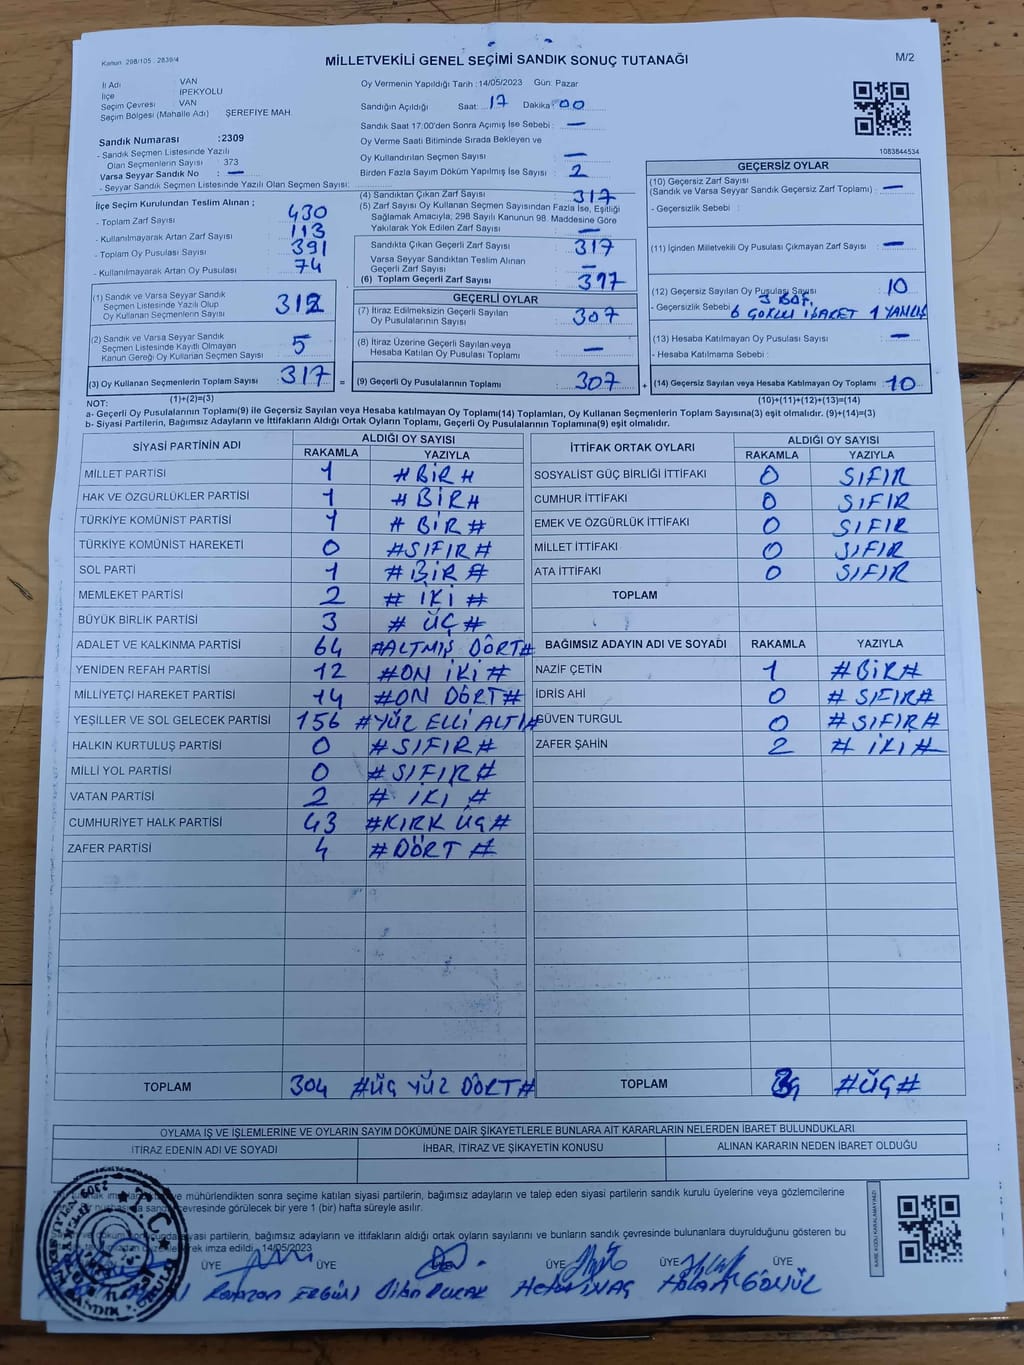 Kanun: 298/105 : 2839/4
MİLLETVEKİLİ GENEL SEÇİMİ SANDIK SONUÇ TUTANAĞI
M/2
İl Adı : VAN
İlçe : İPEKYOLU
Seçim Çevresi : VAN
Seçim Bölgesi (Mahalle Adı) ŞEREFİYE MAH.
Oy Vermenin Yapıldığı Tarih :14/05/2023 Gün: Pazar
Sandığın Açıldığı Saat: 17 Dakika: 00
Sandık Saat 17:00'den Sonra Açımış İse Sebebi : —
Oy Verme Saati Bitiminde Sırada Bekleyen ve
Oy Kullandırılan Seçmen Sayısı : —
Birden Fazla Sayım Döküm Yapılmış İse Sayısı : 2
1083844534
Sandık Numarası :2309
- Sandık Seçmen Listesinde Yazılı
Olan Seçmenlerin Sayısı : 373
Varsa Seyyar Sandık No : —
- Seyyar Sandık Seçmen Listesinde Yazılı Olan Seçmen Sayısı:
İlçe Seçim Kurulundan Teslim Alınan ;
- Toplam Zarf Sayısı : 430
- Kullanılmayarak Artan Zarf Sayısı : 113
- Toplam Oy Pusulası Sayısı : 391
- Kullanılmayarak Artan Oy Pusulası : 74
(1) Sandık ve Varsa Seyyar Sandık
Seçmen Listesinde Yazılı Olup
Oy Kullanan Seçmenlerin Sayısı : 312
(2) Sandık ve Varsa Seyyar Sandık
Seçmen Listesinde Kayıtlı Olmayan
Kanun Gereği Oy Kullanan Seçmen Sayısı : 5
(3) Oy Kullanan Seçmenlerin Toplam Sayısı : 317
(1)+(2)=(3)
(4) Sandıktan Çıkan Zarf Sayısı : 317
(5) Zarf Sayısı Oy Kullanan Seçmen Sayısından Fazla İse, Eşitliği
Sağlamak Amacıyla; 298 Sayılı Kanunun 98. Maddesine Göre
Yakılarak Yok Edilen Zarf Sayısı : —
Sandıkta Çıkan Geçerli Zarf Sayısı : 317
Varsa Seyyar Sandıktan Teslim Alınan
Geçerli Zarf Sayısı : —
(6) Toplam Geçerli Zarf Sayısı : 317
GEÇERLİ OYLAR
(7) İtiraz Edilmeksizin Geçerli Sayılan
Oy Pusulalarının Sayısı : 307
(8) İtiraz Üzerine Geçerli Sayılan veya
Hesaba Katılan Oy Pusulası Toplamı : —
= (9) Geçerli Oy Pusulalarının Toplamı : 307
GEÇERSİZ OYLAR
(10) Geçersiz Zarf Sayısı
(Sandık ve Varsa Seyyar Sandık Geçersiz Zarf Toplamı) : —
- Geçersizlik Sebebi :
(11) İçinden Milletvekili Oy Pusulası Çıkmayan Zarf Sayısı : —
(12) Geçersiz Sayılan Oy Pusulası Sayısı : 10
3 BOŞ,
- Geçersizlik Sebebi : 6 ÇOKLU İŞARET 1 YANLIŞ
(13) Hesaba Katılmayan Oy Pusulası Sayısı : —
- Hesaba Katılmama Sebebi :
+ (14) Geçersiz Sayılan veya Hesaba Katılmayan Oy Toplamı : 10
(10)+(11)+(12)+(13)=(14)
NOT:
a- Geçerli Oy Pusulalarının Toplamı(9) ile Geçersiz Sayılan veya Hesaba katılmayan Oy Toplamı(14) Toplamları, Oy Kullanan Seçmenlerin Toplam Sayısına(3) eşit olmalıdır. (9)+(14)=(3)
b- Siyasi Partilerin, Bağımsız Adayların ve İttifakların Aldığı Ortak Oyların Toplamı, Geçerli Oy Pusulalarının Toplamına(9) eşit olmalıdır.
SİYASİ PARTİNİN ADI ALDIĞI OY SAYISI
RAKAMLA YAZIYLA
MİLLET PARTİSİ 1 # BİR #
HAK VE ÖZGÜRLÜKLER PARTİSİ 1 # BİR #
TÜRKİYE KOMÜNİST PARTİSİ 1 # BİR #
TÜRKİYE KOMÜNİST HAREKETİ 0 #SIFIR#
SOL PARTİ 1 # BİR #
MEMLEKET PARTİSİ 2 # İKİ #
BÜYÜK BİRLİK PARTİSİ 3 # ÜÇ #
ADALET VE KALKINMA PARTİSİ 64 #ALTMIŞ DÖRT#
YENİDEN REFAH PARTİSİ 12 #ON İKİ #
MİLLİYETÇİ HAREKET PARTİSİ 14 #ON DÖRT#
YEŞİLLER VE SOL GELECEK PARTİSİ 156 #YÜZ ELLİ ALTI#
HALKIN KURTULUŞ PARTİSİ 0 #SIFIR#
MİLLİ YOL PARTİSİ 0 #SIFIR#
VATAN PARTİSİ 2 # İKİ #
CUMHURİYET HALK PARTİSİ 43 #KIRK ÜÇ#
ZAFER PARTİSİ 4 #DÖRT #
TOPLAM 304 #ÜÇ YÜZ DÖRT#
İTTİFAK ORTAK OYLARI ALDIĞI OY SAYISI
RAKAMLA YAZIYLA
SOSYALİST GÜÇ BİRLİĞİ İTTİFAKI 0 SIFIR
CUMHUR İTTİFAKI 0 SIFIR
EMEK VE ÖZGÜRLÜK İTTİFAKI 0 SIFIR
MİLLET İTTİFAKI 0 SIFIR
ATA İTTİFAKI 0 SIFIR
TOPLAM
BAĞIMSIZ ADAYIN ADI VE SOYADI RAKAMLA YAZIYLA
NAZİF ÇETİN 1 #BİR#
İDRİS AHİ 0 # SIFIR#
GÜVEN TURGUL 0 # SIFIR#
ZAFER ŞAHİN 2 # İKİ #
TOPLAM 3 #ÜÇ#
OYLAMA İŞ VE İŞLEMLERİNE VE OYLARIN SAYIM DÖKÜMÜNE DAİR ŞİKAYETLERLE BUNLARA AİT KARARLARIN NELERDEN İBARET BULUNDUKLARI
İTİRAZ EDENİN ADI VE SOYADI İHBAR, İTİRAZ VE ŞİKAYETİN KONUSU ALINAN KARARIN NEDEN İBARET OLDUĞU
ve mühürlendikten sonra seçime katılan siyasi partilerin, bağımsız adayların ve talep eden siyasi partilerin sandık kurulu üyelerine veya gözlemcilerine
çevresinde görülecek bir yere 1 (bir) hafta süreyle asılır.
siyasi partilerin, bağımsız adayların ve ittifakların aldığı ortak oyların sayılarını ve bunların sandık çevresinde bulunanlara duyrulduğunu gösteren bu
imza edildi. 14/05/2023
ÜYE ÜYE ÜYE ÜYE ÜYE
Ramazan